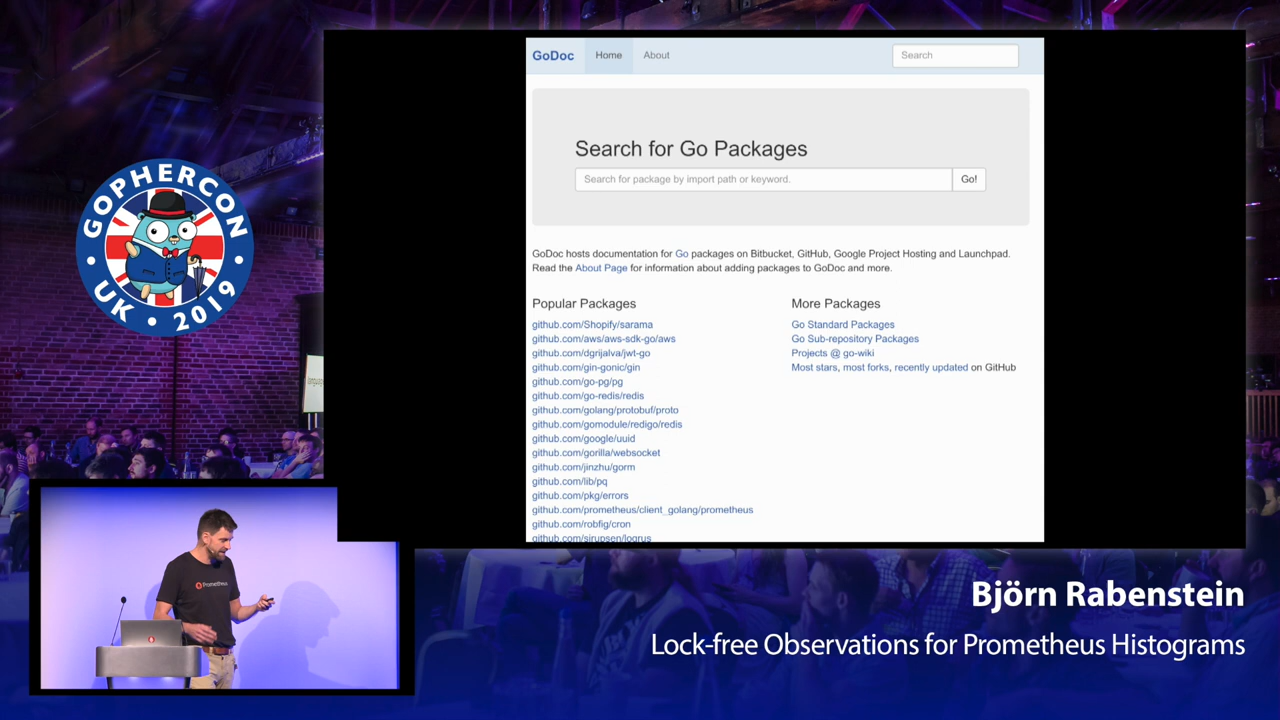 GOPHERCON
UK • 2019
GoDoc
Home
About
Search
Search for Go Packages
Search for package by import path or keyword.
Go!
GoDoc hosts documentation for Go packages on Bitbucket, GitHub, Google Project Hosting and Launchpad.
Read the About Page for information about adding packages to GoDoc and more.
Popular Packages
github.com/Shopify/sarama
github.com/aws/aws-sdk-go/aws
github.com/dgrijalva/jwt-go
github.com/gin-gonic/gin
github.com/go-pg/pg
github.com/go-redis/redis
github.com/golang/protobuf/proto
github.com/gomodule/redigo/redis
github.com/google/uuid
github.com/gorilla/websocket
github.com/jinzhu/gorm
github.com/lib/pq
github.com/pkg/errors
github.com/prometheus/client_golang/prometheus
github.com/robfig/cron
github.com/sirupsen/logrus
More Packages
Go Standard Packages
Go Sub-repository Packages
Projects @ go-wiki
Most stars, most forks, recently updated on GitHub
Prometheus
Björn Rabenstein
Lock-free Observations for Prometheus Histograms